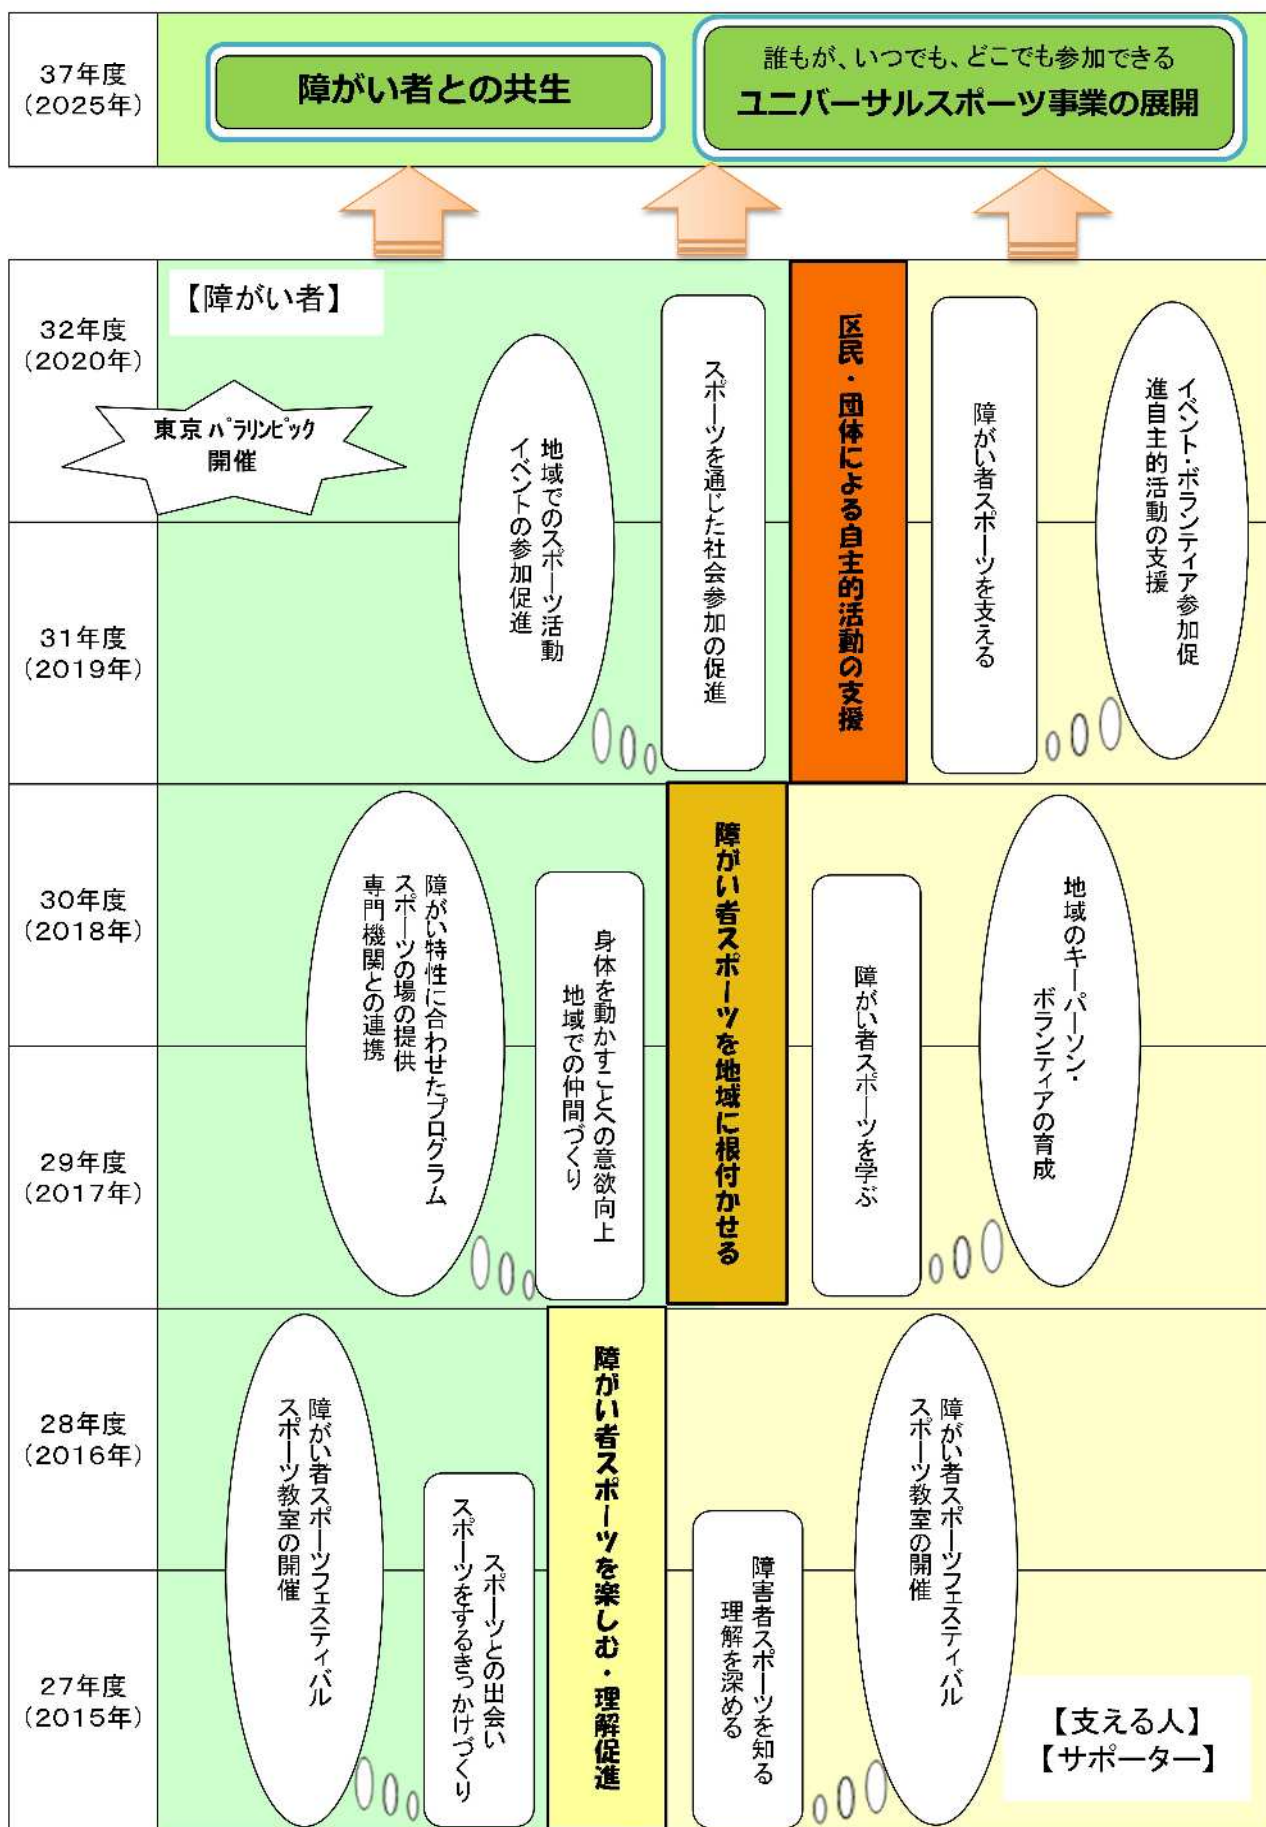 37年度
(2025年)
障がい者との共生
誰もが、いつでも、どこでも参加できる
ユニバーサルスポーツ事業の展開
32年度
(2020年)
【障がい者】
東京パラリンピック
開催
地域でのスポーツ活動
イベントの参加促進
スポーツを通じた社会参加の促進
区民・団体による自主的活動の支援
障がい者スポーツを支える
イベント・ボランティア参加促
進自主的活動の支援
31年度
(2019年)
30年度
(2018年)
障がい特性に合わせたプログラム
スポーツの場の提供
専門機関との連携
身体を動かすことへの意欲向上
地域での仲間づくり
障がい者スポーツを地域に根付かせる
障がい者スポーツを学ぶ
地域のキーパーソン・
ボランティアの育成
29年度
(2017年)
28年度
(2016年)
障がい者スポーツフェスティバル
スポーツ教室の開催
スポーツとの出会い
スポーツをするきっかけづくり
障がい者スポーツを楽しむ・理解促進
障害者スポーツを知る
理解を深める
障がい者スポーツフェスティバル
スポーツ教室の開催
27年度
(2015年)
【支える人】
【サポーター】